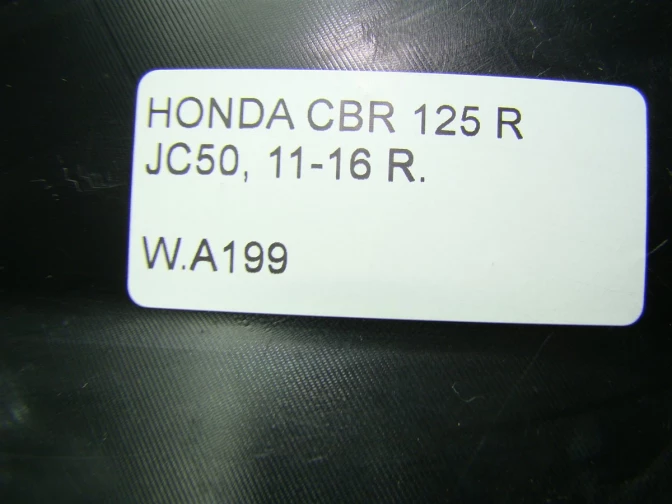 HONDA CBR 125 R
JC50, 11-16 R.
W.A199